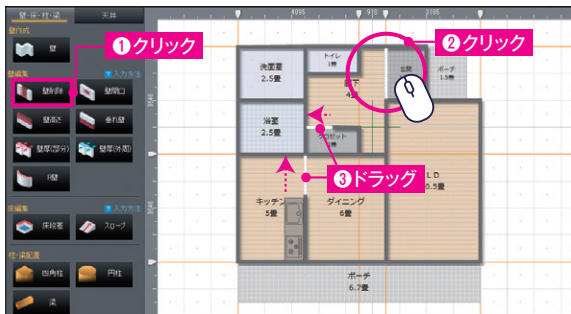 壁・床・柱・梁
天井
壁作成
壁
❶クリック
壁編集
入力方法
壁削除
壁開口
壁高さ
垂れ壁
壁厚(部分)
壁厚(外周)
R壁
床編集
入力方法
床段差
スロープ
柱・梁配置
四角柱
円柱
梁
4095
910
2185
❷クリック
洗面室
2.5畳
トイレ
1畳
廊下
4畳
玄関
ポーチ
1.5畳
浴室
2.5畳
クロゼット
❸ドラッグ
LD
キッチン
5畳
ダイニング
6畳
ポーチ
6.7畳